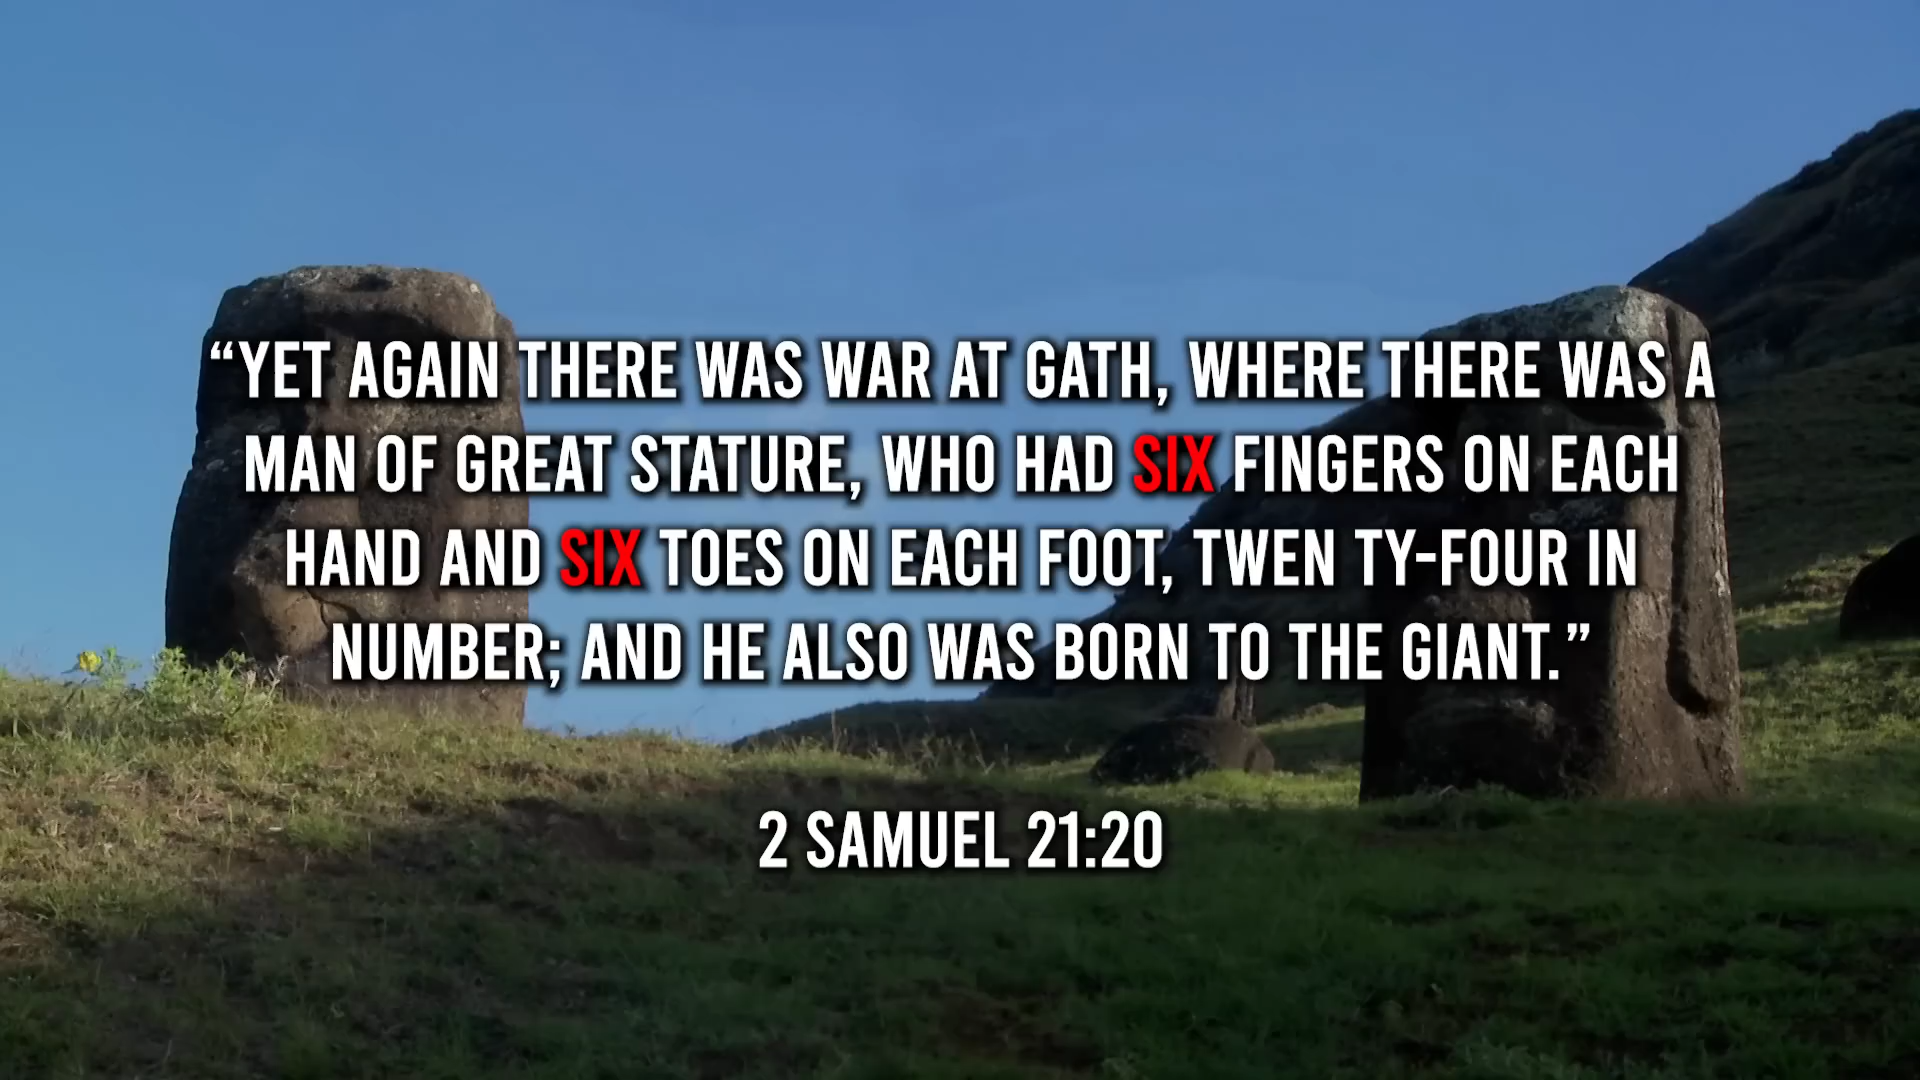 “YET AGAIN THERE WAS WAR AT GATH, WHERE THERE WAS A
MAN OF GREAT STATURE, WHO HAD SIX FINGERS ON EACH
HAND AND SIX TOES ON EACH FOOT, TWEN TY-FOUR IN
NUMBER; AND HE ALSO WAS BORN TO THE GIANT.”
2 SAMUEL 21:20